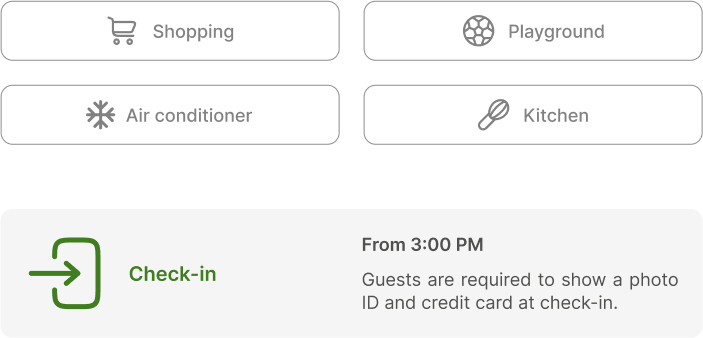 Shopping
Playground
Air conditioner
Kitchen
Check-in
From 3:00 PM
Guests are required to show a photo
ID and credit card at check-in.